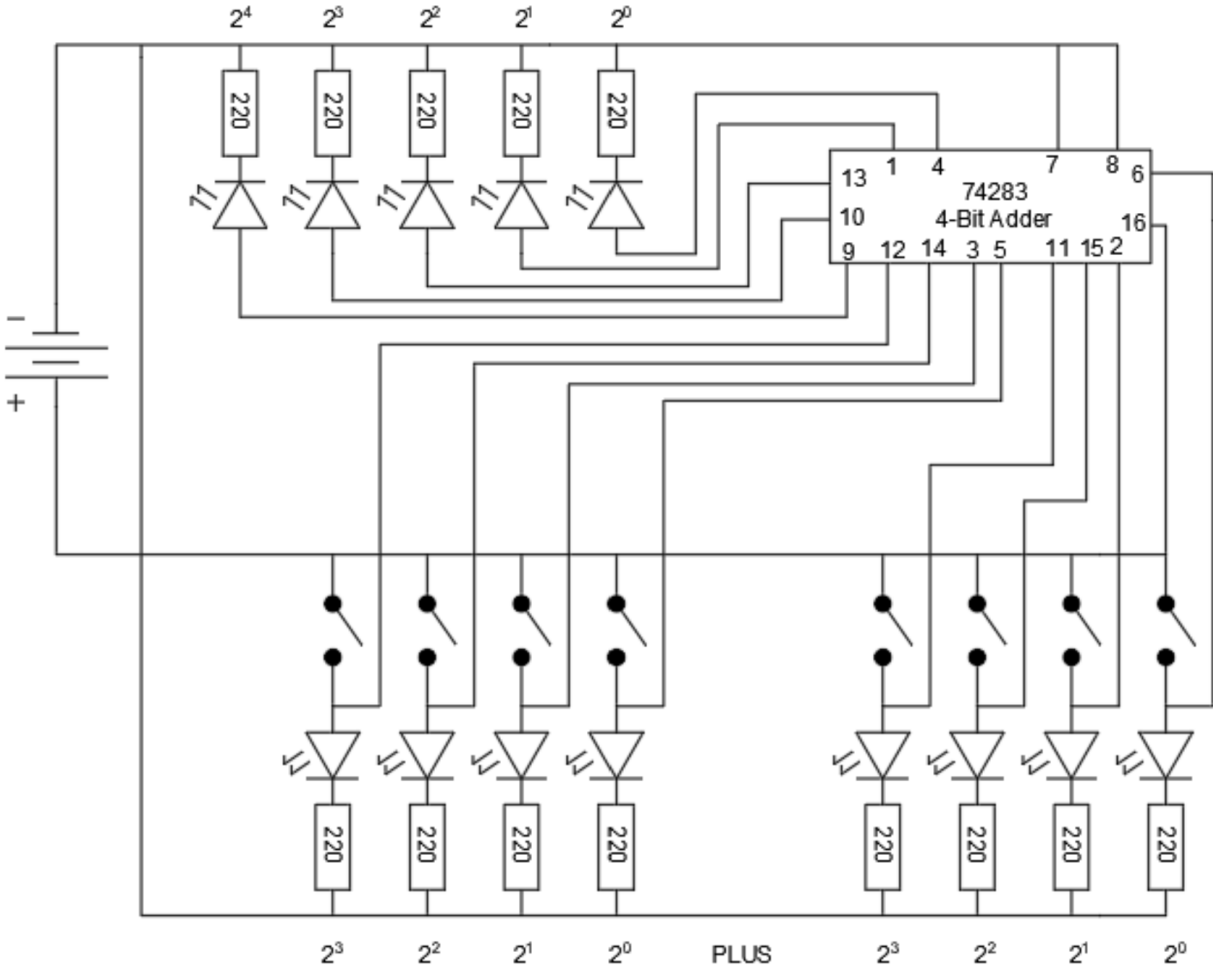 2⁴ 2³ 2² 2¹ 2⁰
220 220 220 220 220
1 4 7 8
13 6
74283
10 4-Bit Adder 16
9 12 14 3 5 11 15 2
−
+
220 220 220 220 220 220 220 220
2³ 2² 2¹ 2⁰ PLUS 2³ 2² 2¹ 2⁰